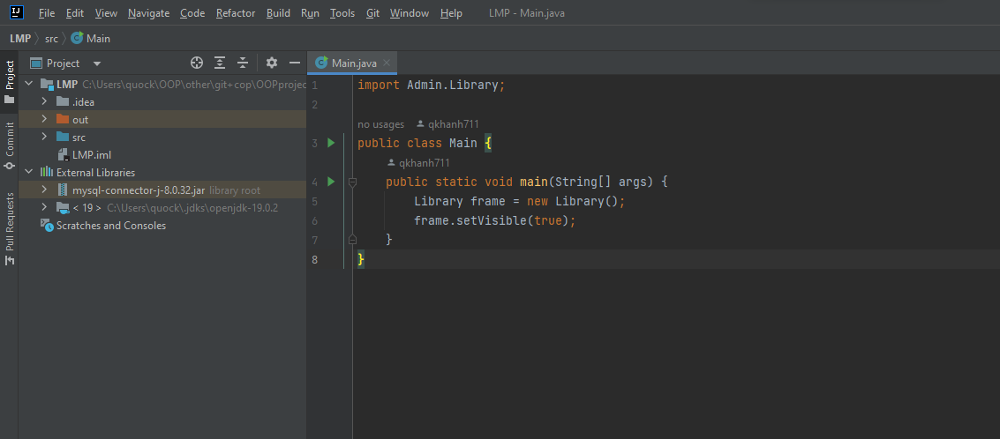 IJ File Edit View Navigate Code Refactor Build Run Tools Git Window Help LMP - Main.java
LMP src Main
Project
Commit
Pull Requests
Project
LMP C:\Users\quock\OOP\other\git+cop\OOPprojec
.idea
out
src
LMP.iml
External Libraries
mysql-connector-j-8.0.32.jar library root
< 19 > C:\Users\quock\.jdks\openjdk-19.0.2
Scratches and Consoles
Main.java
1 import Admin.Library;
2
no usages qkhanh711
3 public class Main {
qkhanh711
4 public static void main(String[] args) {
5 Library frame = new Library();
6 frame.setVisible(true);
7 }
8 }